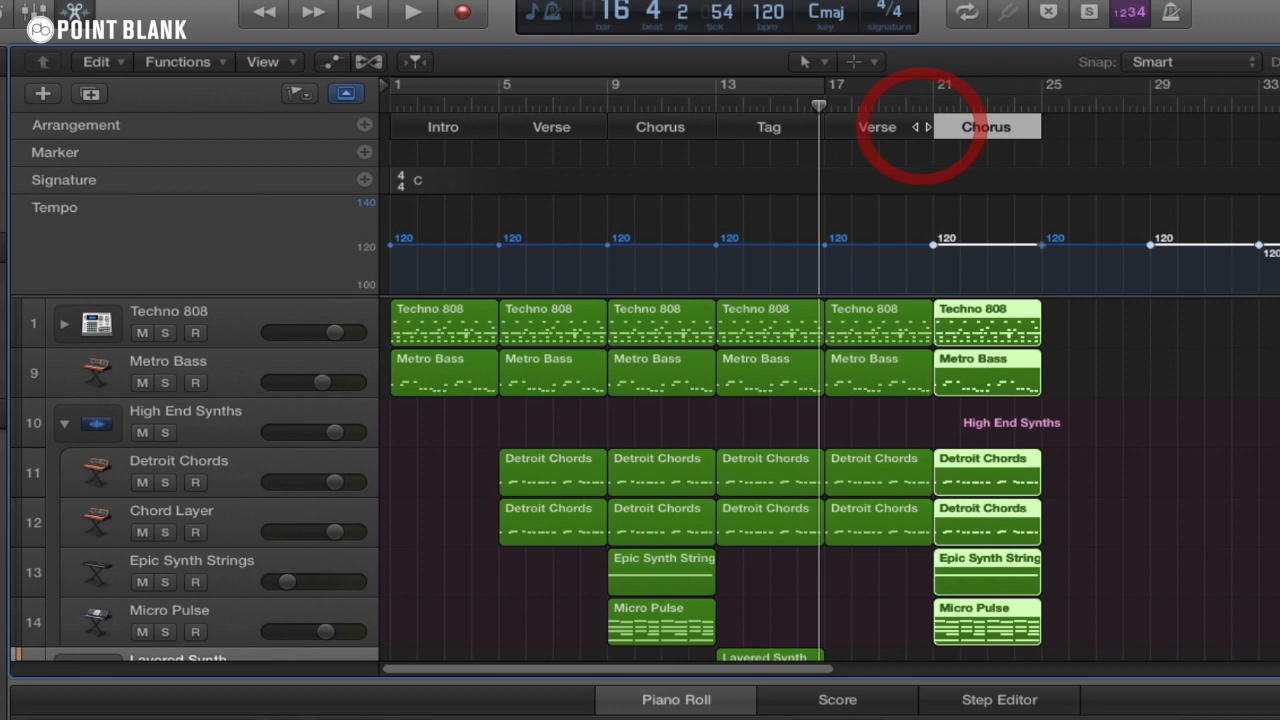 POINT BLANK
16 4 2 54 120 Cmaj 4/4
bar beat div tick bpm key signature
1234
S
Edit Functions View Snap: Smart
1 5 9 13 17 21 25 29 33
Arrangement Intro Verse Chorus Tag Verse Chorus
Marker
Signature 4/4 C
Tempo 140
120 120 120 120 120 120 120 120 120
120
100
1 Techno 808 Techno 808 Techno 808 Techno 808 Techno 808 Techno 808 Techno 808
M S R
9 Metro Bass Metro Bass Metro Bass Metro Bass Metro Bass Metro Bass Metro Bass
M S R
10 High End Synths High End Synths
M S
11 Detroit Chords Detroit Chords Detroit Chords Detroit Chords Detroit Chords Detroit Chords
M S R
12 Chord Layer Detroit Chords Detroit Chords Detroit Chords Detroit Chords Detroit Chords
M S R
13 Epic Synth Strings Epic Synth String Epic Synth String
M S R
14 Micro Pulse Micro Pulse Micro Pulse
M S R
Layered Synth Layered Synth
Piano Roll Score Step Editor